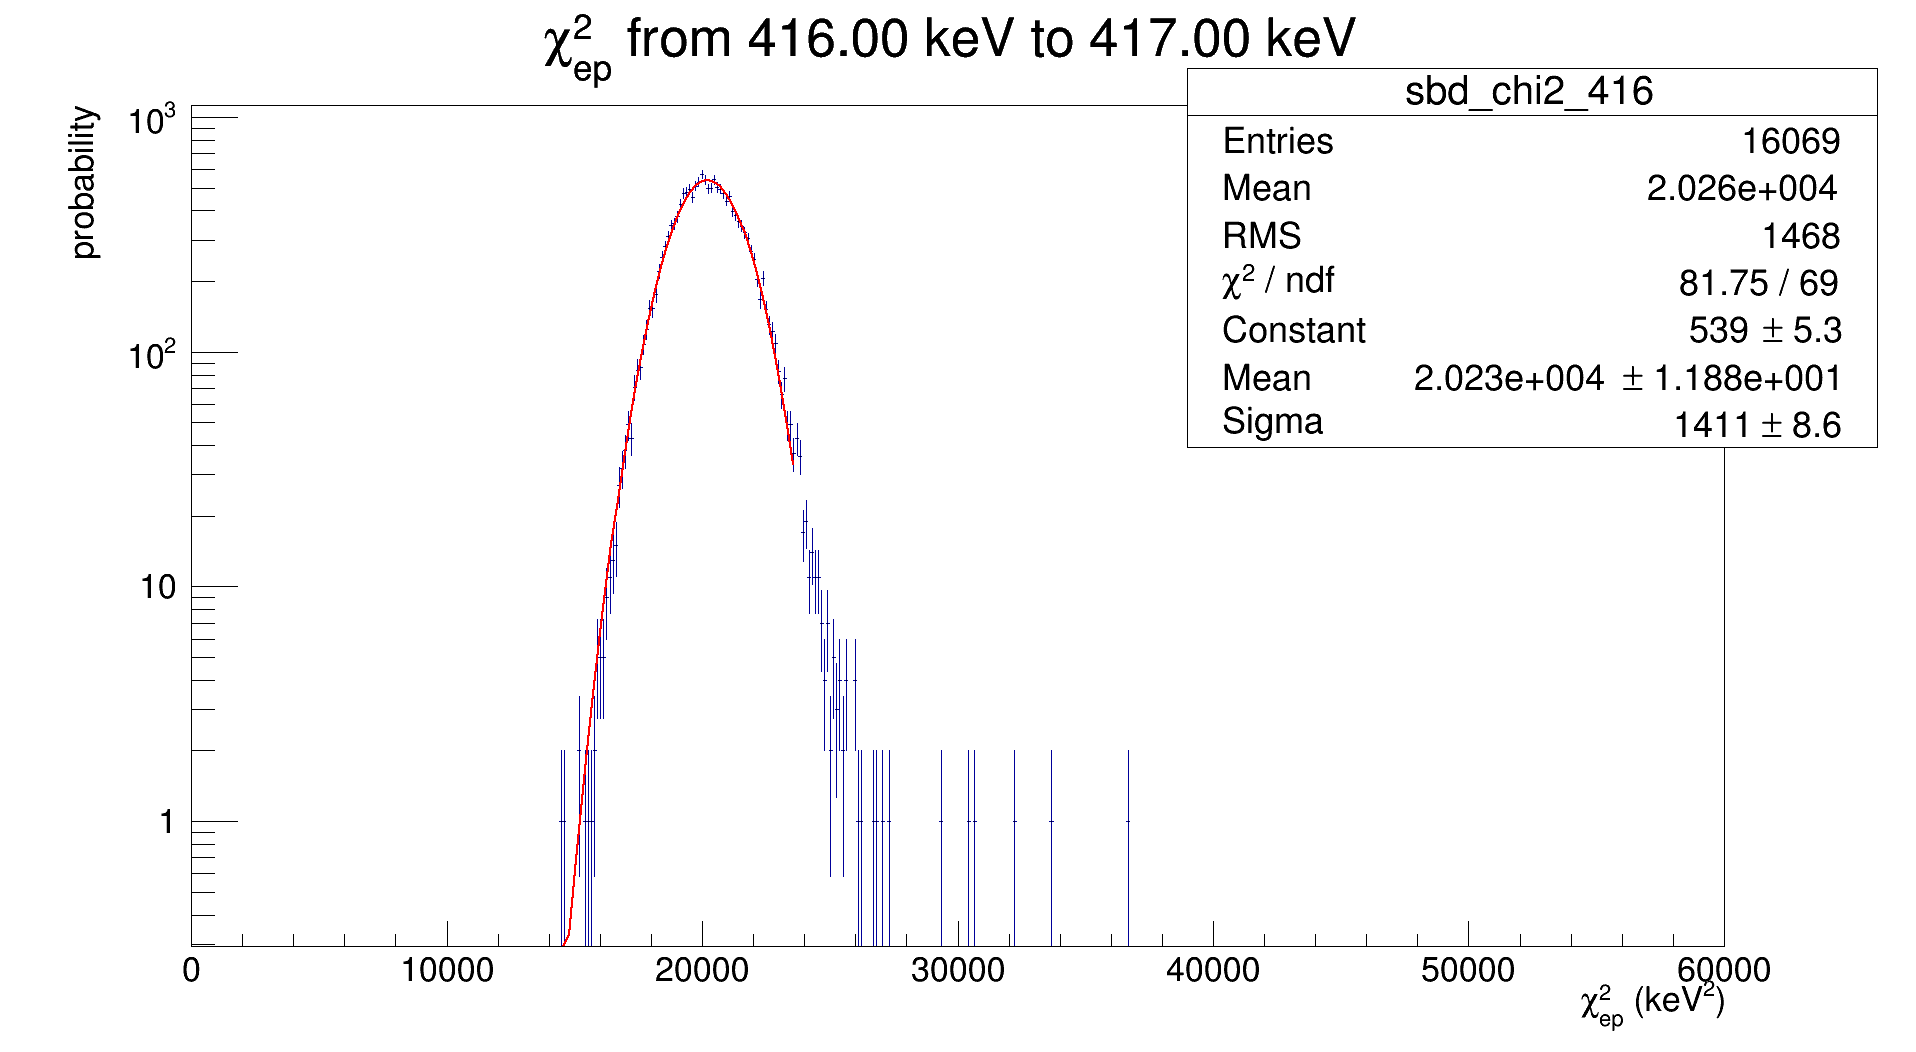 χ²ep from 416.00 keV to 417.00 keV
sbd_chi2_416
Entries 16069
Mean 2.026e+004
RMS 1468
χ² / ndf 81.75 / 69
Constant 539 ± 5.3
Mean 2.023e+004 ± 1.188e+001
Sigma 1411 ± 8.6
probability
10³
10²
10
1
0 10000 20000 30000 40000 50000 60000
χ²ep (keV²)